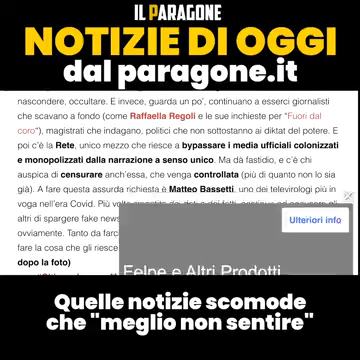 IL PARAGONE
NOTIZIE DI OGGI
dal paragone.it
nascondere, occultare. E invece, guarda un po', continuano a esserci giornalisti
che scavano a fondo (come Raffaella Regoli e le sue inchieste per "Fuori dal
coro"), magistrati che indagano, politici che non sottostanno ai diktat del potere. E
poi c'è la Rete, unico mezzo che riesce a bypassare i media ufficiali colonizzati
e monopolizzati dalla narrazione a senso unico. Ma dà fastidio, e c'è chi
auspica di censurare anch'essa, che venga controllata (più di quanto non lo sia
già). A fare questa assurda richiesta è Matteo Bassetti, uno dei televirologi più in
voga nell'era Covid. Più volte
altri di spargere fake news
ovviamente. Tanto da farc
fare la cosa che gli riesce
dopo la foto)
Ulteriori info
Felpe e Altri Prodotti
Quelle notizie scomode
che "meglio non sentire"